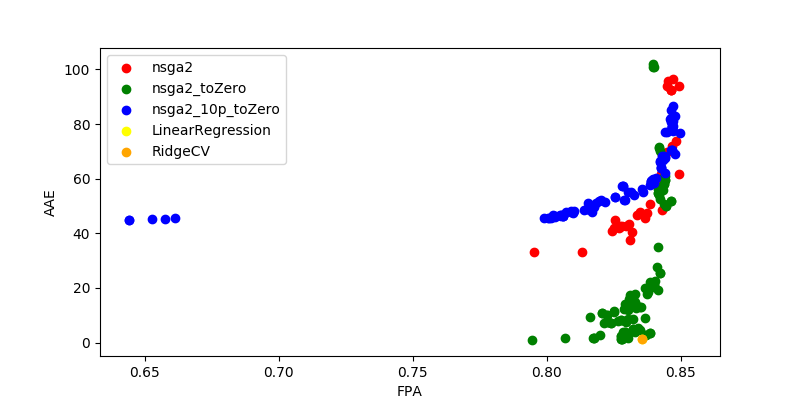 nsga2
nsga2_toZero
nsga2_10p_toZero
LinearRegression
RidgeCV
100
80
60
40
20
0
AAE
0.65 0.70 0.75 0.80 0.85
FPA